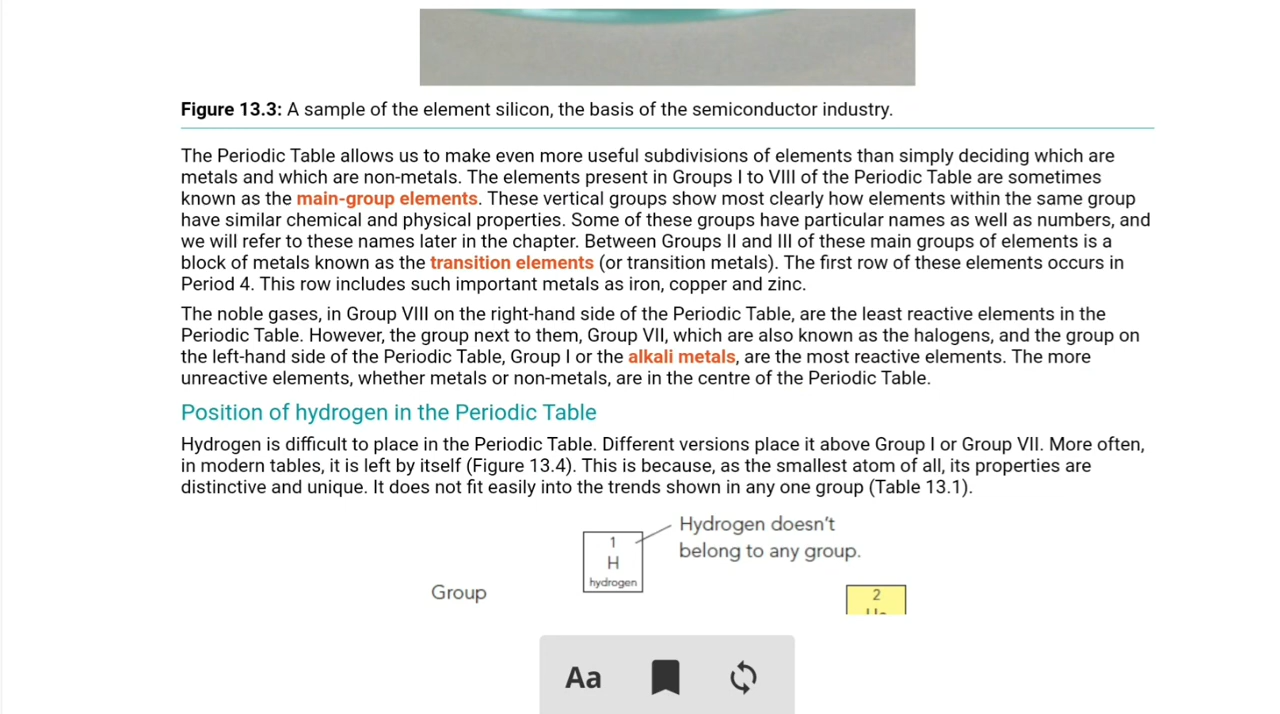 Figure 13.3: A sample of the element silicon, the basis of the semiconductor industry.
The Periodic Table allows us to make even more useful subdivisions of elements than simply deciding which are
metals and which are non-metals. The elements present in Groups I to VIII of the Periodic Table are sometimes
known as the main-group elements. These vertical groups show most clearly how elements within the same group
have similar chemical and physical properties. Some of these groups have particular names as well as numbers, and
we will refer to these names later in the chapter. Between Groups II and III of these main groups of elements is a
block of metals known as the transition elements (or transition metals). The first row of these elements occurs in
Period 4. This row includes such important metals as iron, copper and zinc.
The noble gases, in Group VIII on the right-hand side of the Periodic Table, are the least reactive elements in the
Periodic Table. However, the group next to them, Group VII, which are also known as the halogens, and the group on
the left-hand side of the Periodic Table, Group I or the alkali metals, are the most reactive elements. The more
unreactive elements, whether metals or non-metals, are in the centre of the Periodic Table.
Position of hydrogen in the Periodic Table
Hydrogen is difficult to place in the Periodic Table. Different versions place it above Group I or Group VII. More often,
in modern tables, it is left by itself (Figure 13.4). This is because, as the smallest atom of all, its properties are
distinctive and unique. It does not fit easily into the trends shown in any one group (Table 13.1).
Hydrogen doesn't
belong to any group.
1
H
hydrogen
Group
2
Aa